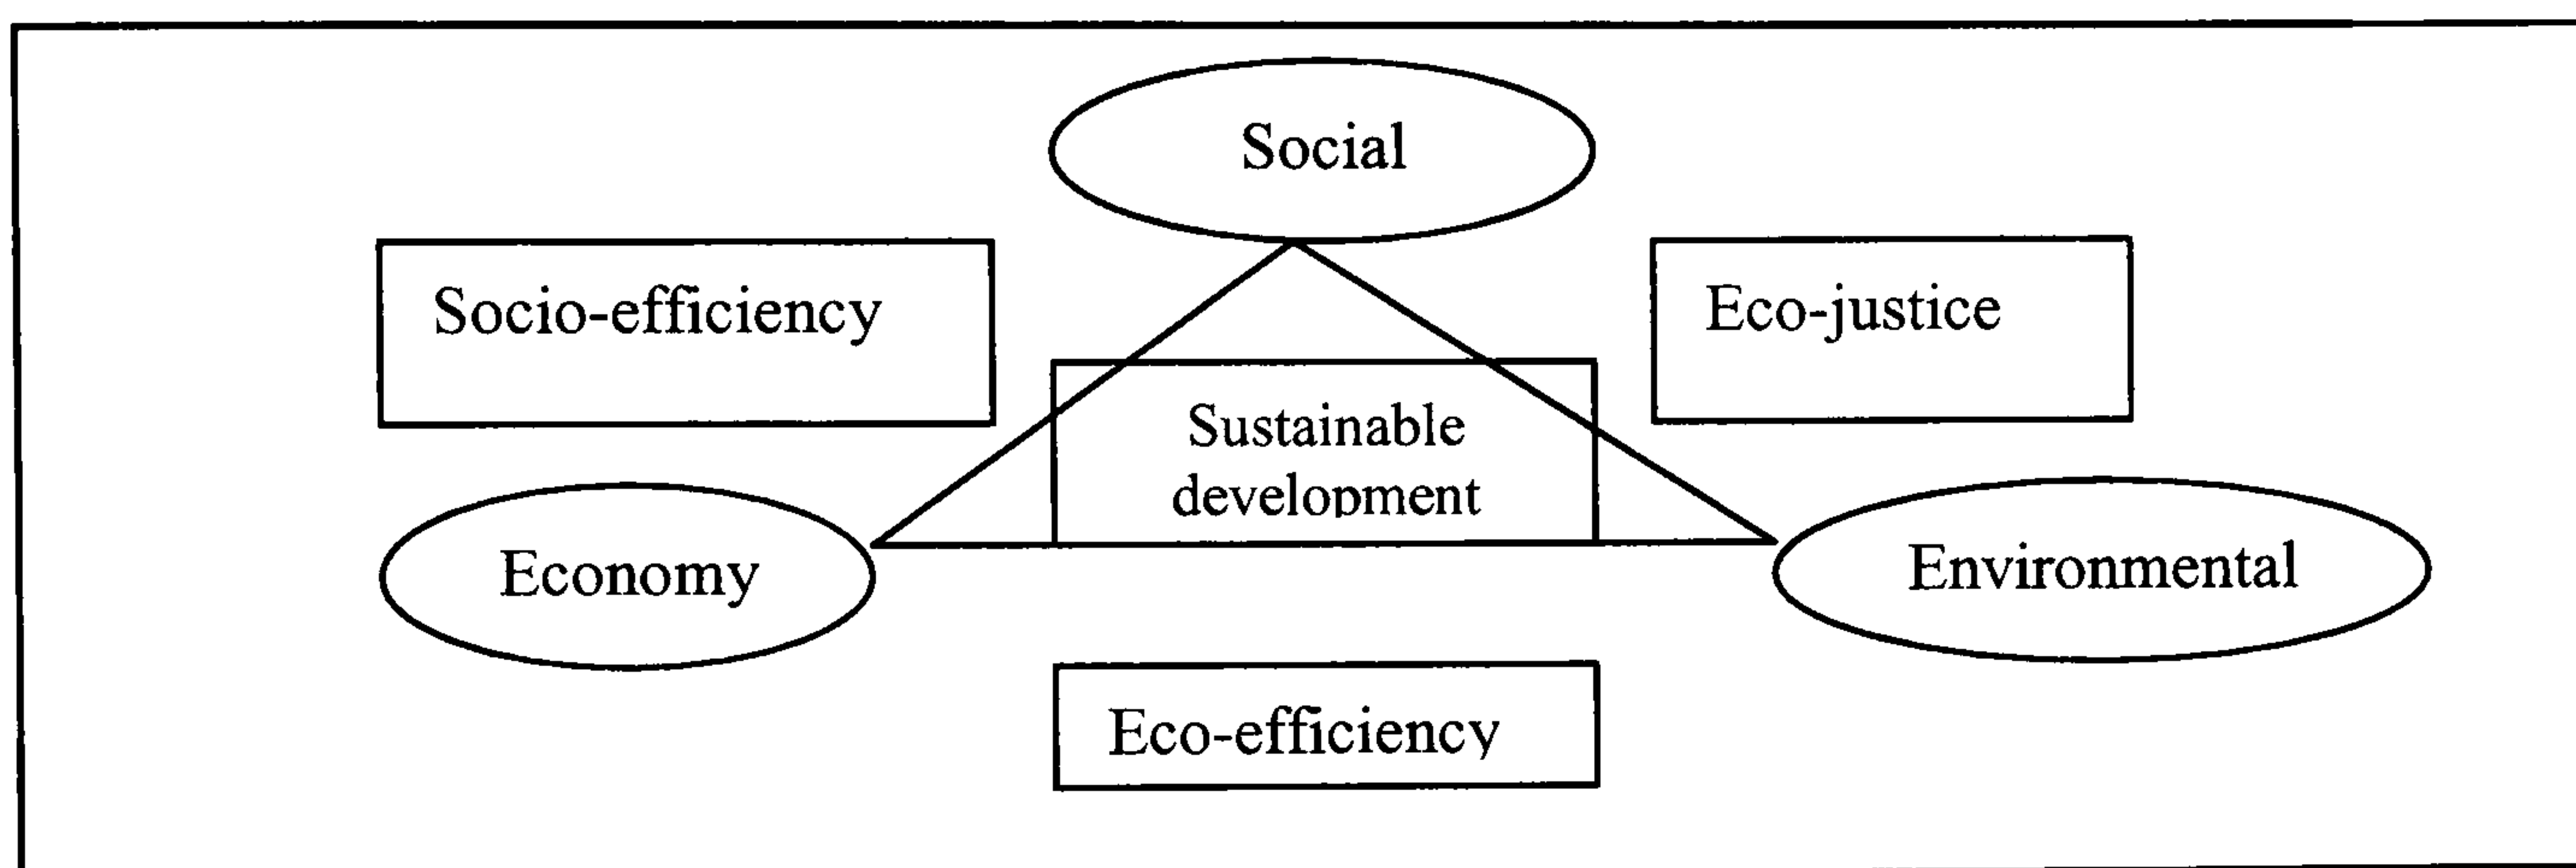 Social
Socio-efficiency
Eco-justice
Sustainable
development
Economy
Environmental
Eco-efficiency